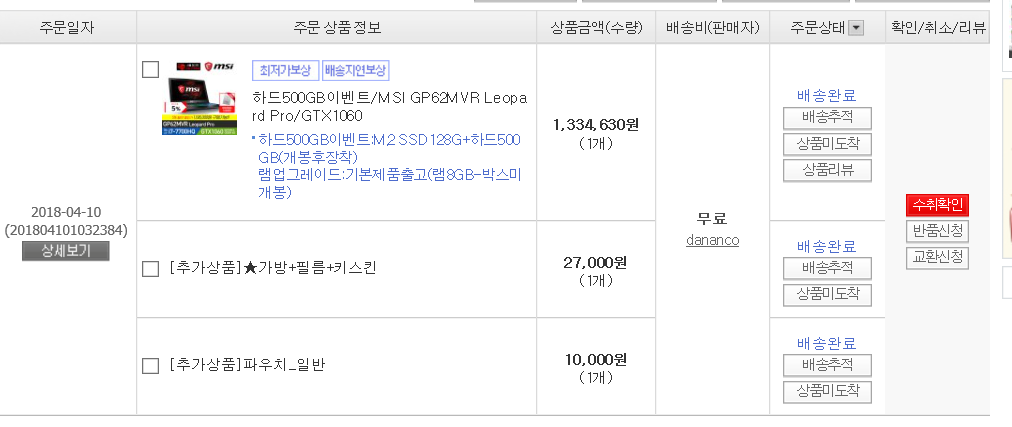 주문일자
주문 상품 정보
상품금액(수량)
배송비(판매자)
주문상태
확인/취소/리뷰
2018-04-10
(201804101032384)
상세보기
msi
5%
GP62MVR Leopard Pro
i7-7700HQ
GTX1060
최저가보상
배송지연보상
하드500GB이벤트/MSI GP62MVR Leopa
rd Pro/GTX1060
하드500GB이벤트:M.2 SSD 128G+하드500
GB(개봉후장착)
램업그레이드:기본제품출고(램8GB-박스미
개봉)
1,334,630원
(1개)
무료
dananco
배송완료
배송추적
상품미도착
상품리뷰
수취확인
반품신청
교환신청
[추가상품]★가방+필름+키스킨
27,000원
(1개)
배송완료
배송추적
상품미도착
[추가상품]파우치_일반
10,000원
(1개)
배송완료
배송추적
상품미도착